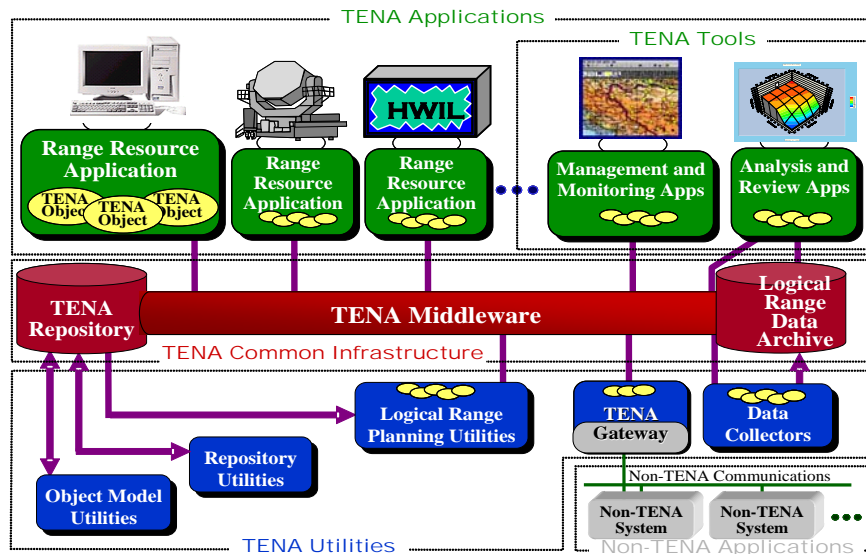 TENA Applications
TENA Tools
HWIL
Range Resource
Application
TENA
Object
TENA
Object
TENA
Object
Range
Resource
Application
Range
Resource
Application
Management and
Monitoring Apps
Analysis and
Review Apps
TENA
Repository
TENA Middleware
Logical
Range
Data
Archive
TENA Common Infrastructure
Logical Range
Planning Utilities
TENA
Gateway
Data
Collectors
Repository
Utilities
Object Model
Utilities
Non-TENA Communications
Non-TENA
System
Non-TENA
System
TENA Utilities
Non-TENA Applications